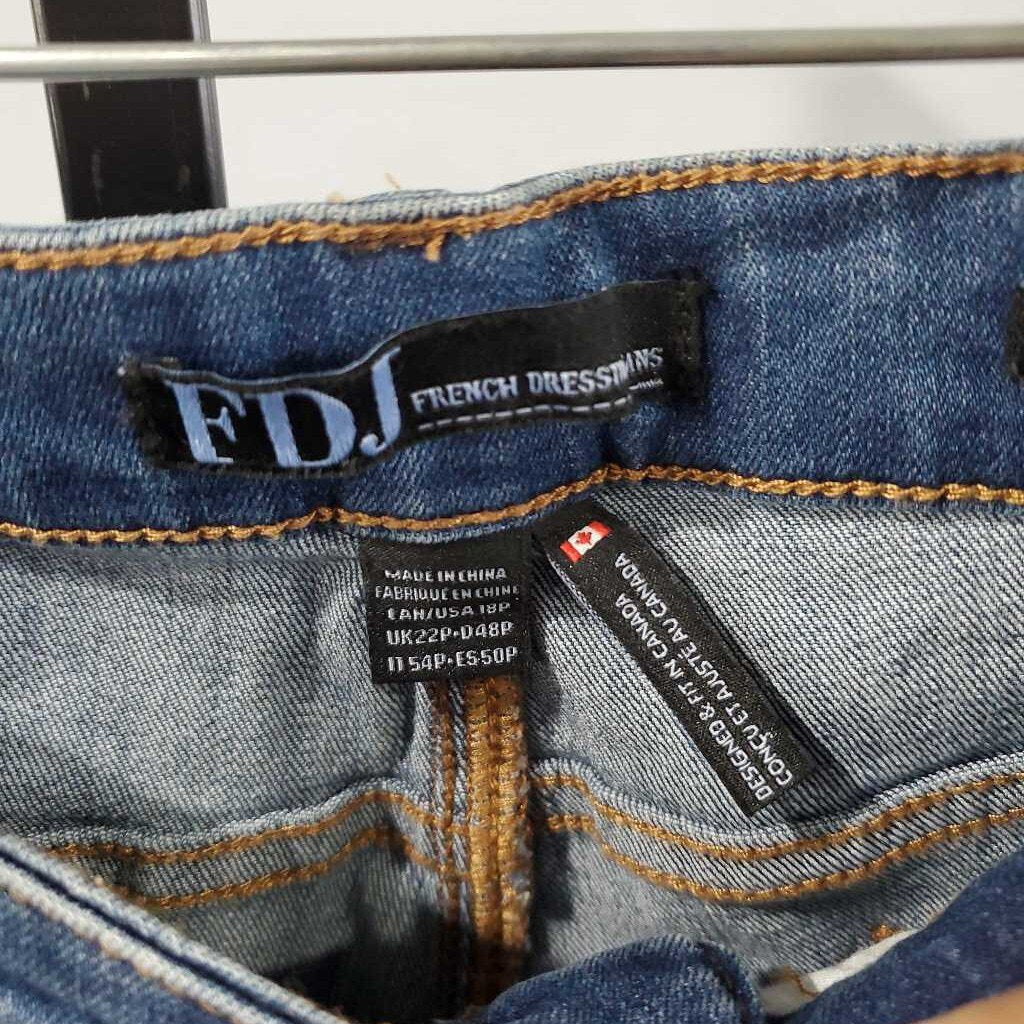 FDJ FRENCH DRESSING JEANS
MADE IN CHINA
FABRIQUE EN CHINE
CAN/USA 18P
UK22P·D48P
IT 54P·ES50P
DESIGNED & FIT IN CANADA
CONÇU ET AJUSTÉ AU CANADA